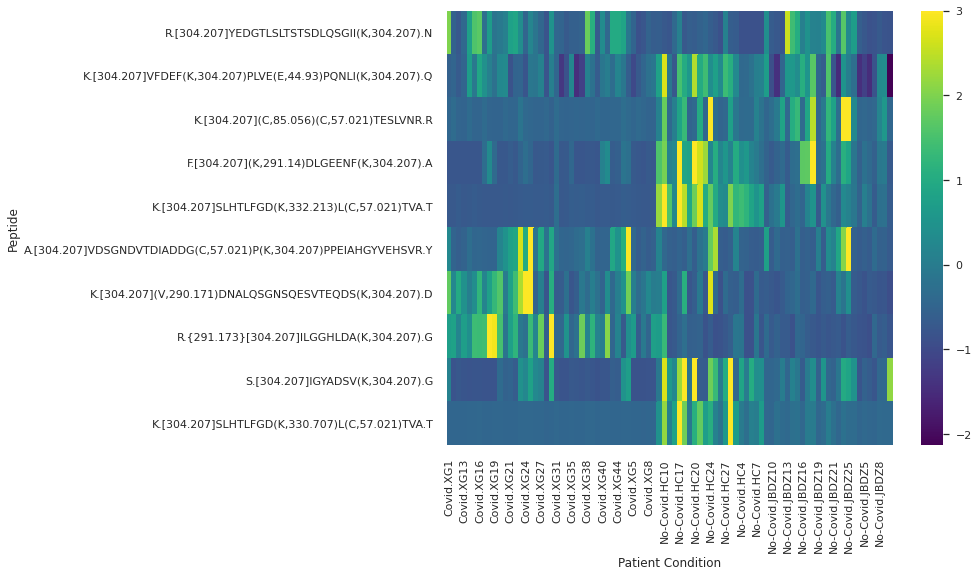 R.[304.207]YEDGTLSLTSTSDLQSGII(K,304.207).N
K.[304.207]VFDEF(K,304.207)PLVE(E,44.93)PQNLI(K,304.207).Q
K.[304.207](C,85.056)(C,57.021)TESLVNR.R
F.[304.207](K,291.14)DLGEENF(K,304.207).A
K.[304.207]SLHTLFGD(K,332.213)L(C,57.021)TVA.T
A.[304.207]VDSGNDVTDIADDG(C,57.021)P(K,304.207)PPEIAHGYVEHSVR.Y
K.[304.207](V,290.171)DNALQSGNSQESVTEQDS(K,304.207).D
R.{291.173}[304.207]ILGGHLDA(K,304.207).G
S.[304.207]IGYADSV(K,304.207).G
K.[304.207]SLHTLFGD(K,330.707)L(C,57.021)TVA.T
Peptide
3
2
1
0
−1
−2
Covid.XG1
Covid.XG13
Covid.XG16
Covid.XG19
Covid.XG21
Covid.XG24
Covid.XG27
Covid.XG31
Covid.XG35
Covid.XG38
Covid.XG40
Covid.XG44
Covid.XG5
Covid.XG8
No-Covid.HC10
No-Covid.HC17
No-Covid.HC20
No-Covid.HC24
No-Covid.HC27
No-Covid.HC4
No-Covid.HC7
No-Covid.JBDZ10
No-Covid.JBDZ13
No-Covid.JBDZ16
No-Covid.JBDZ19
No-Covid.JBDZ21
No-Covid.JBDZ25
No-Covid.JBDZ5
No-Covid.JBDZ8
Patient Condition